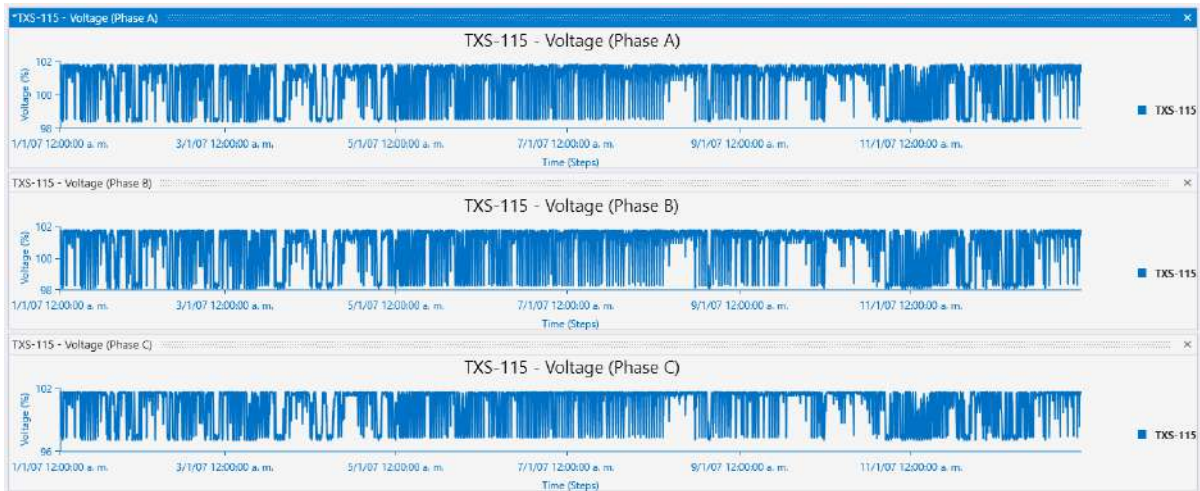 *TXS-115 - Voltage (Phase A)
TXS-115 - Voltage (Phase A)
102
100
98
Voltage (%)
1/1/07 12:00:00 a. m. 3/1/07 12:00:00 a. m. 5/1/07 12:00:00 a. m. 7/1/07 12:00:00 a. m. 9/1/07 12:00:00 a. m. 11/1/07 12:00:00 a. m.
Time (Steps)
TXS-115
TXS-115 - Voltage (Phase B)
TXS-115 - Voltage (Phase B)
102
100
98
Voltage (%)
1/1/07 12:00:00 a. m. 3/1/07 12:00:00 a. m. 5/1/07 12:00:00 a. m. 7/1/07 12:00:00 a. m. 9/1/07 12:00:00 a. m. 11/1/07 12:00:00 a. m.
Time (Steps)
TXS-115
TXS-115 - Voltage (Phase C)
TXS-115 - Voltage (Phase C)
102
96
Voltage (%)
1/1/07 12:00:00 a. m. 3/1/07 12:00:00 a. m. 5/1/07 12:00:00 a. m. 7/1/07 12:00:00 a. m. 9/1/07 12:00:00 a. m. 11/1/07 12:00:00 a. m.
Time (Steps)
TXS-115